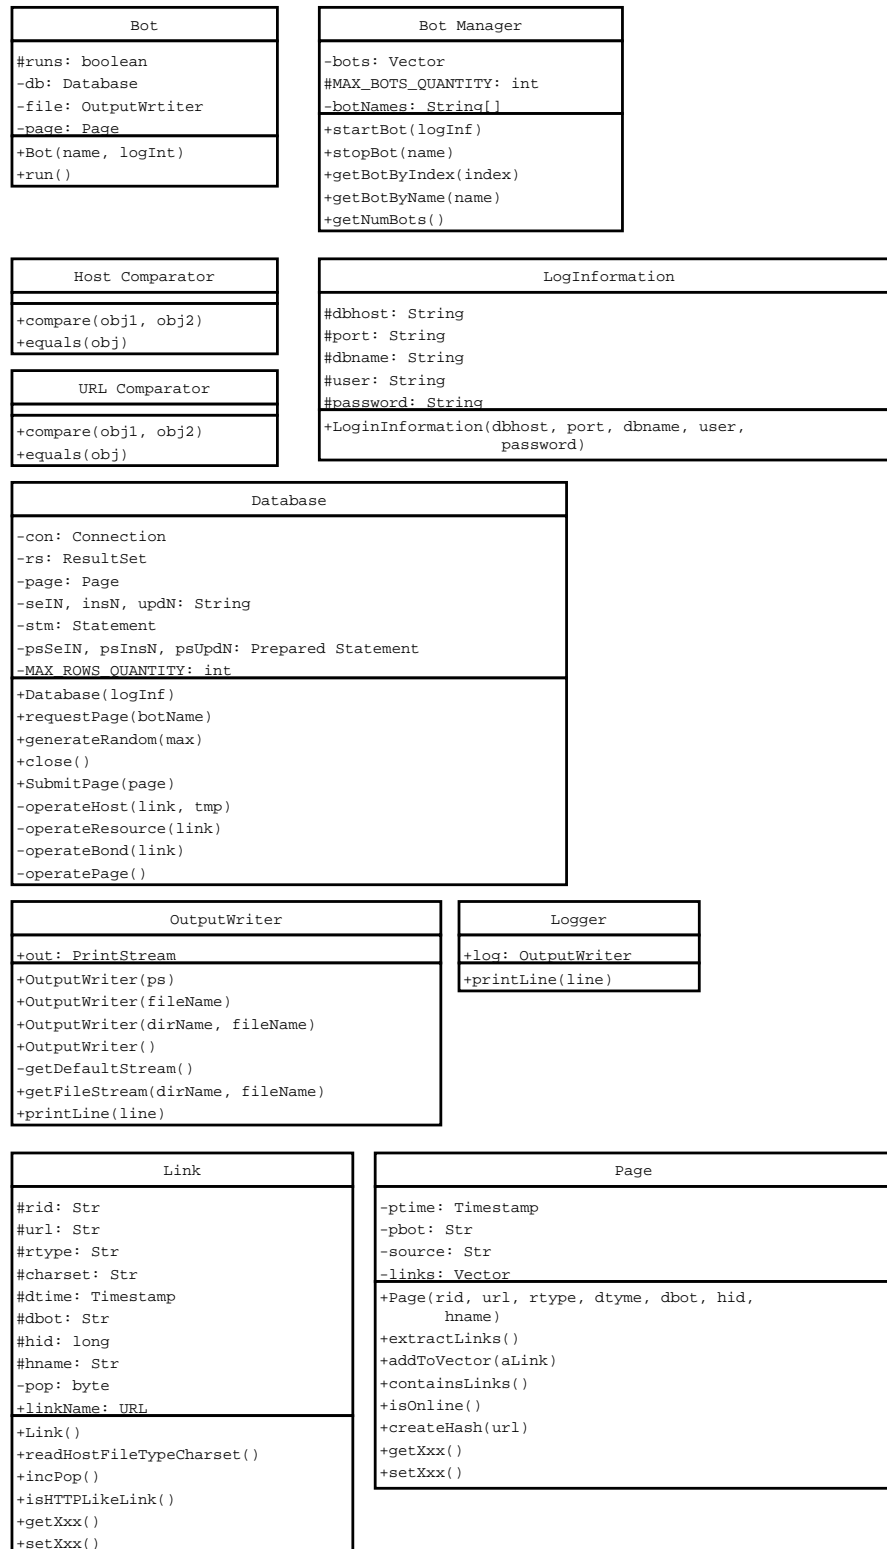 Bot
#runs: boolean
-db: Database
-file: OutputWrtiter
-page: Page
+Bot(name, logInt)
+run()
Bot Manager
-bots: Vector
#MAX_BOTS_QUANTITY: int
-botNames: String[]
+startBot(logInf)
+stopBot(name)
+getBotByIndex(index)
+getBotByName(name)
+getNumBots()
Host Comparator
+compare(obj1, obj2)
+equals(obj)
URL Comparator
+compare(obj1, obj2)
+equals(obj)
LogInformation
#dbhost: String
#port: String
#dbname: String
#user: String
#password: String
+LoginInformation(dbhost, port, dbname, user,
password)
Database
-con: Connection
-rs: ResultSet
-page: Page
-seIN, insN, updN: String
-stm: Statement
-psSeIN, psInsN, psUpdN: Prepared Statement
-MAX_ROWS_QUANTITY: int
+Database(logInf)
+requestPage(botName)
+generateRandom(max)
+close()
+SubmitPage(page)
-operateHost(link, tmp)
-operateResource(link)
-operateBond(link)
-operatePage()
OutputWriter
+out: PrintStream
+OutputWriter(ps)
+OutputWriter(fileName)
+OutputWriter(dirName, fileName)
+OutputWriter()
-getDefaultStream()
+getFileStream(dirName, fileName)
+printLine(line)
Logger
+log: OutputWriter
+printLine(line)
Link
#rid: Str
#url: Str
#rtype: Str
#charset: Str
#dtime: Timestamp
#dbot: Str
#hid: long
#hname: Str
-pop: byte
+linkName: URL
+Link()
+readHostFileTypeCharset()
+incPop()
+isHTTPLikeLink()
+getXxx()
+setXxx()
Page
-ptime: Timestamp
-pbot: Str
-source: Str
-links: Vector
+Page(rid, url, rtype, dtyme, dbot, hid,
hname)
+extractLinks()
+addToVector(aLink)
+containsLinks()
+isOnline()
+createHash(url)
+getXxx()
+setXxx()